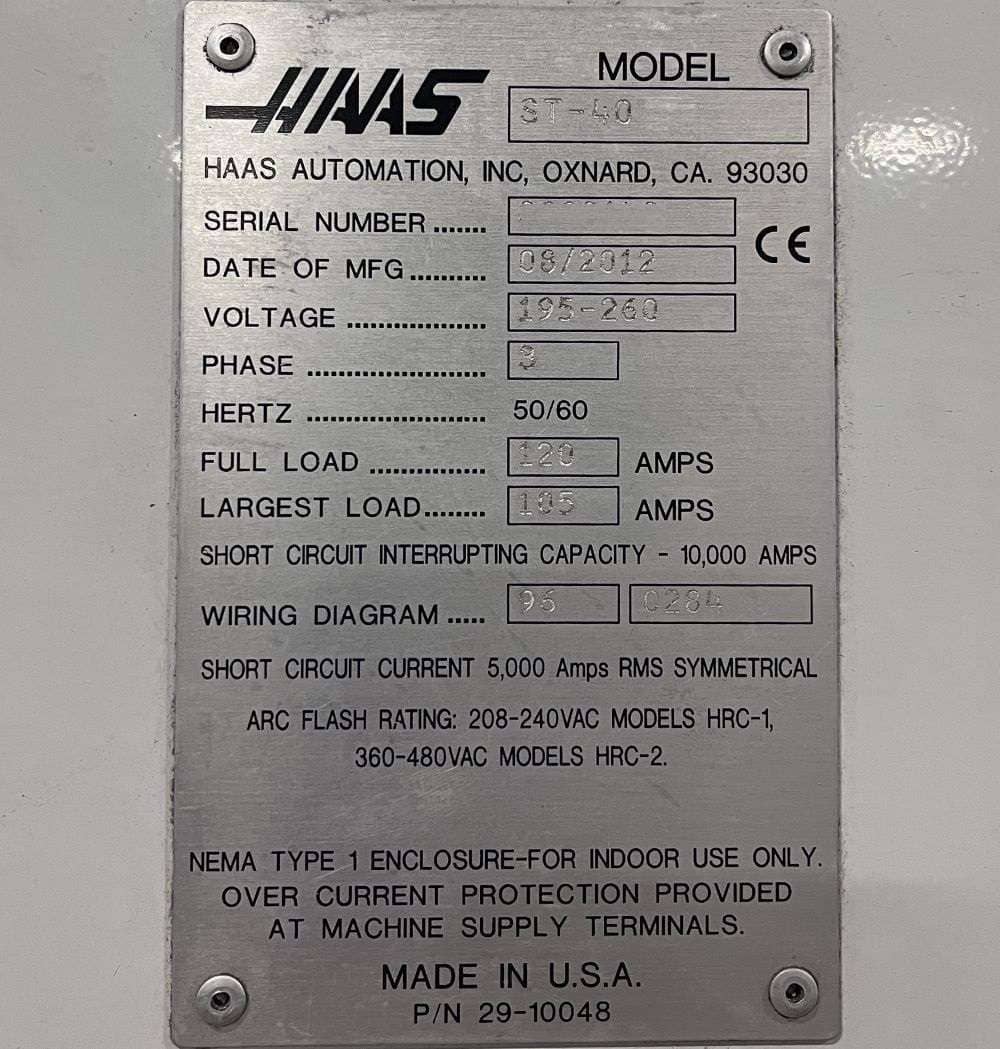 HAAS
MODEL
ST-40
HAAS AUTOMATION, INC, OXNARD, CA. 93030
SERIAL NUMBER .......
CE
DATE OF MFG .......... 08/2012
VOLTAGE .................. 195-260
PHASE ....................... 3
HERTZ ....................... 50/60
FULL LOAD ............... 120 AMPS
LARGEST LOAD ........ 105 AMPS
SHORT CIRCUIT INTERRUPTING CAPACITY - 10,000 AMPS
WIRING DIAGRAM ..... 96 0284
SHORT CIRCUIT CURRENT 5,000 Amps RMS SYMMETRICAL
ARC FLASH RATING: 208-240VAC MODELS HRC-1,
360-480VAC MODELS HRC-2.
NEMA TYPE 1 ENCLOSURE-FOR INDOOR USE ONLY.
OVER CURRENT PROTECTION PROVIDED
AT MACHINE SUPPLY TERMINALS.
MADE IN U.S.A.
P/N 29-10048